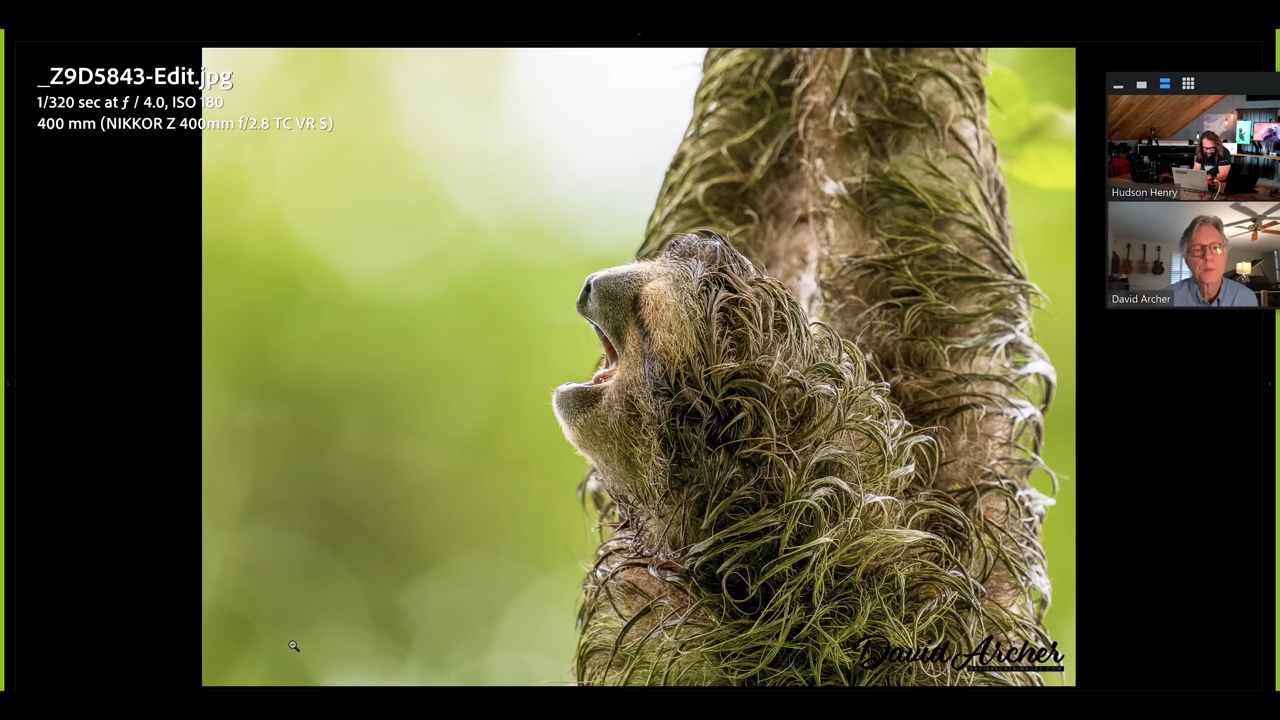 _Z9D5843-Edit.jpg
1/320 sec at ƒ / 4.0, ISO 180
400 mm (NIKKOR Z 400mm f/2.8 TC VR S)
Hudson Henry
David Archer
David Archer